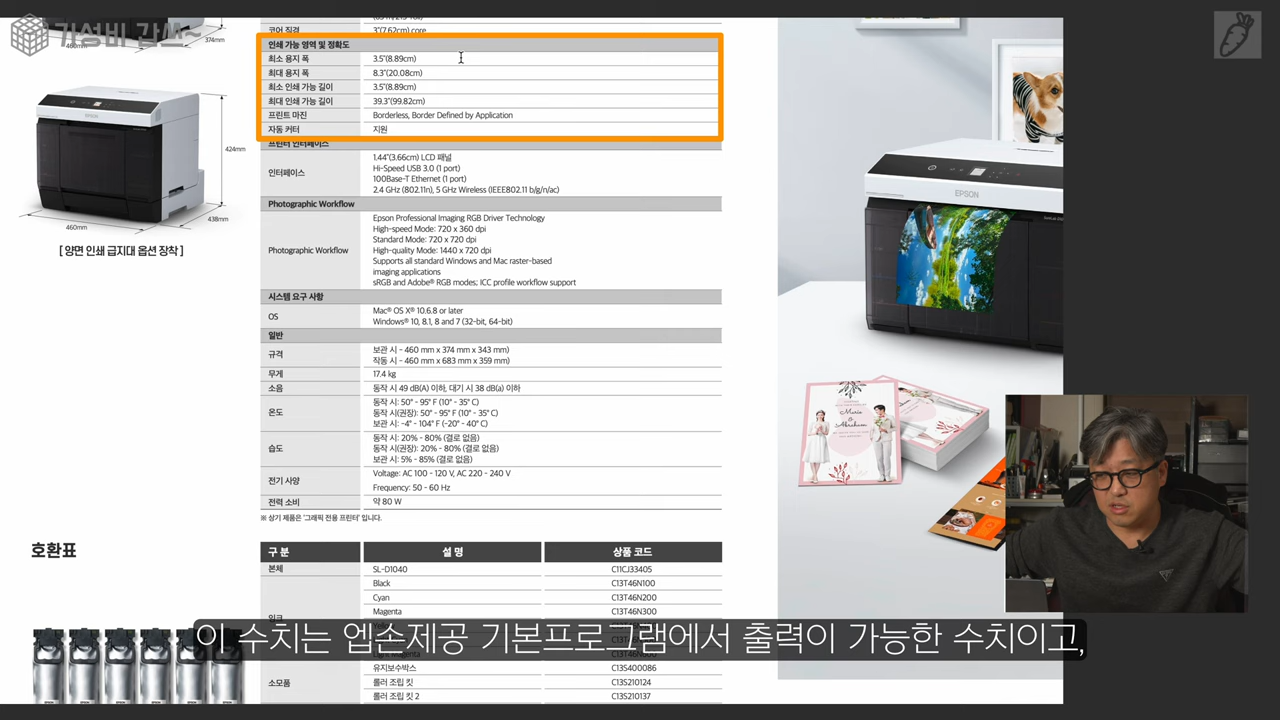 가성비 갑쓰~
코어 직경 3"(7.62cm) core
인쇄 가능 영역 및 정확도
최소 용지 폭 3.5"(8.89cm)
최대 용지 폭 8.3"(20.08cm)
최소 인쇄 가능 길이 3.5"(8.89cm)
최대 인쇄 가능 길이 39.3"(99.82cm)
프린트 마진 Borderless, Border Defined by Application
자동 커터 지원
프린터 인터페이스
인터페이스
1.44"(3.66cm) LCD 패널
Hi-Speed USB 3.0 (1 port)
100Base-T Ethernet (1 port)
2.4 GHz (802.11n), 5 GHz Wireless (IEEE802.11 b/g/n/ac)
Photographic Workflow
Photographic Workflow
Epson Professional Imaging RGB Driver Technology
High-speed Mode: 720 x 360 dpi
Standard Mode: 720 x 720 dpi
High-quality Mode: 1440 x 720 dpi
Supports all standard Windows and Mac raster-based
imaging applications
sRGB and Adobe® RGB modes; ICC profile workflow support
시스템 요구 사항
OS
Mac® OS X® 10.6.8 or later
Windows® 10, 8.1, 8 and 7 (32-bit, 64-bit)
일반
규격
보관 시 - 460 mm x 374 mm x 343 mm)
작동 시 - 460 mm x 683 mm x 359 mm)
무게 17.4 kg
소음 동작 시 49 dB(A) 이하, 대기 시 38 dB(a) 이하
온도
동작 시: 50° - 95° F (10° - 35° C)
동작 시(권장): 50° - 95° F (10° - 35° C)
보관 시: -4° - 104° F (-20° - 40° C)
습도
동작 시: 20% - 80% (결로 없음)
동작 시(권장): 20% - 80% (결로 없음)
보관 시: 5% - 85% (결로 없음)
전기 사양
Voltage: AC 100 - 120 V, AC 220 - 240 V
Frequency: 50 - 60 Hz
전력 소비 약 80 W
※ 상기 제품은 '그래픽 전용 프린터' 입니다.
460mm
374mm
EPSON
424mm
438mm
460mm
[ 양면 인쇄 급지대 옵션 장착 ]
EPSON
Maria
&
Abraham
호환표
구 분 설 명 상품 코드
본체 SL-D1040 C11CJ33405
잉크
Black C13T46N100
Cyan C13T46N200
Magenta C13T46N300
유지보수박스 C13S400086
소모품
롤러 조립 킷 C13S210124
롤러 조립 킷 2 C13S210137
이 수치는 엡손제공 기본프로그램에서 출력이 가능한 수치이고,